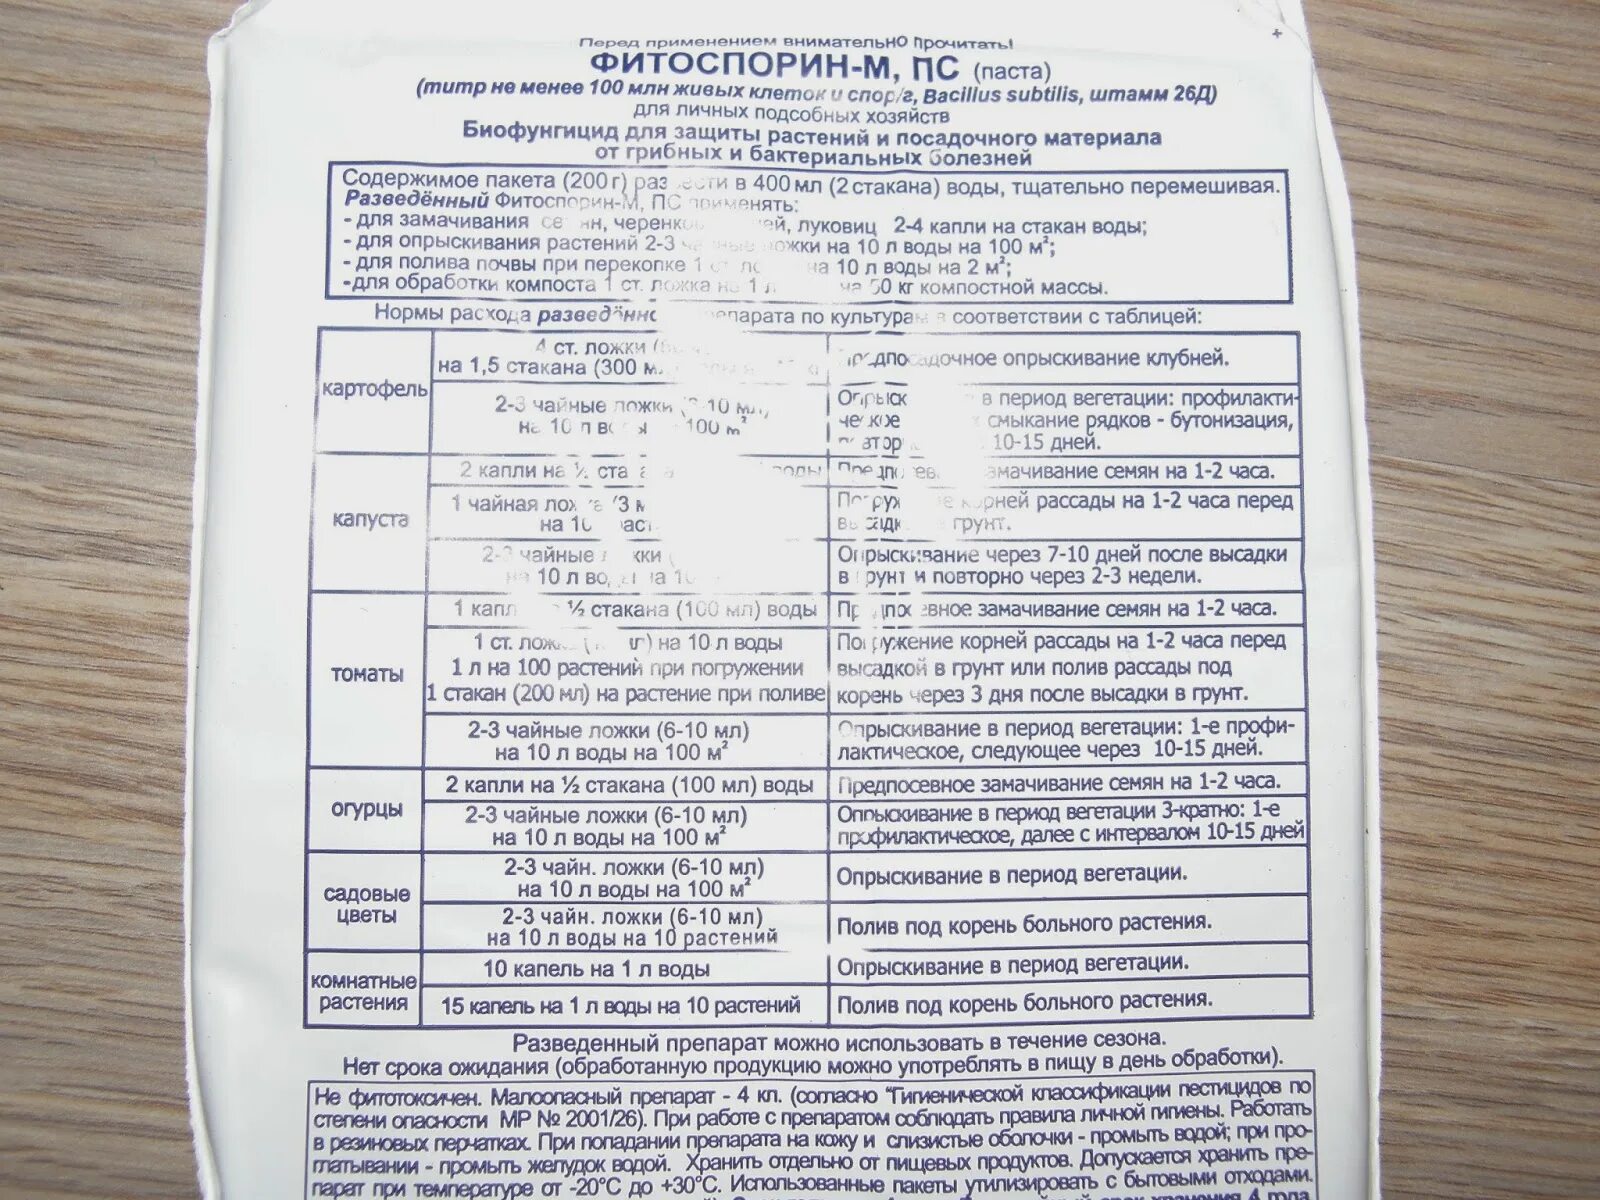 Перед применением внимательно прочитать!
ФИТОСПОРИН-М, ПС (паста)
(титр не менее 100 млн живых клеток и спор/г, Bacillus subtilis, штамм 26Д)
для личных подсобных хозяйств
Биофунгицид для защиты растений и посадочного материала
от грибных и бактериальных болезней
Содержимое пакета (200 г) развести в 400 мл (2 стакана) воды, тщательно перемешивая.
Разведённый Фитоспорин-М, ПС применять:
- для замачивания семян, луковиц 2-4 капли на стакан воды;
- для опрыскивания растений 2-3 чайные ложки на 10 л воды на 100 м²;
- для полива почвы при перекопке 1 ст. на 10 л воды на 2 м²;
-для обработки компоста 1 ст. ложка на 1 л на 50 кг компостной массы.
Нормы расхода препарата по культурам в соответствии с таблицей:
картофель
4 ст. ложки
на 1,5 стакана (300
Предпосадочное опрыскивание клубней.
2-3 чайные ложки (6-10 мл)
на 10 л воды 100 м²
в период вегетации: профилакти-
ческое смыкание рядков - бутонизация,
10-15 дней.
капуста
2 капли на ½ воды
Предпосевное замачивание семян на 1-2 часа.
1 чайная
на
Погружение корней рассады на 1-2 часа перед
высадкой в грунт.
2-3 чайные ложки
на 10 л воды на
Опрыскивание через 7-10 дней после высадки
в грунт и повторно через 2-3 недели.
томаты
1 капля ½ стакана (100 мл) воды
Предпосевное замачивание семян на 1-2 часа.
1 ст. на 10 л воды
1 л на 100 растений при погружении
1 стакан (200 мл) на растение при поливе
Погружение корней рассады на 1-2 часа перед
высадкой в грунт или полив рассады под
корень через 3 дня после высадки в грунт.
2-3 чайные ложки (6-10 мл)
на 10 л воды на 100 м²
Опрыскивание в период вегетации: 1-е профи-
лактическое, следующее через 10-15 дней.
огурцы
2 капли на ½ стакана (100 мл) воды
Предпосевное замачивание семян на 1-2 часа.
2-3 чайные ложки (6-10 мл)
на 10 л воды на 100 м²
Опрыскивание в период вегетации 3-кратно: 1-е
профилактическое, далее с интервалом 10-15 дней
садовые
цветы
2-3 чайн. ложки (6-10 мл)
на 10 л воды на 100 м²
Опрыскивание в период вегетации.
2-3 чайн. ложки (6-10 мл)
на 10 л воды на 10 растений
Полив под корень больного растения.
комнатные
растения
10 капель на 1 л воды
Опрыскивание в период вегетации.
15 капель на 1 л воды на 10 растений
Полив под корень больного растения.
Разведенный препарат можно использовать в течение сезона.
Нет срока ожидания (обработанную продукцию можно употреблять в пищу в день обработки).
Не фитотоксичен. Малоопасный препарат - 4 кл. (согласно "Гигиенической классификации пестицидов по
степени опасности МР № 2001/26). При работе с препаратом соблюдать правила личной гигиены. Работать
в резиновых перчатках. При попадании препарата на кожу и слизистые оболочки - промыть водой; при про-
глатывании - промыть желудок водой. Хранить отдельно от пищевых продуктов. Допускается хранить пре-
парат при температуре от -20°С до +30°С. Использованные пакеты утилизировать с бытовыми отходами.
срок хранения 4 года